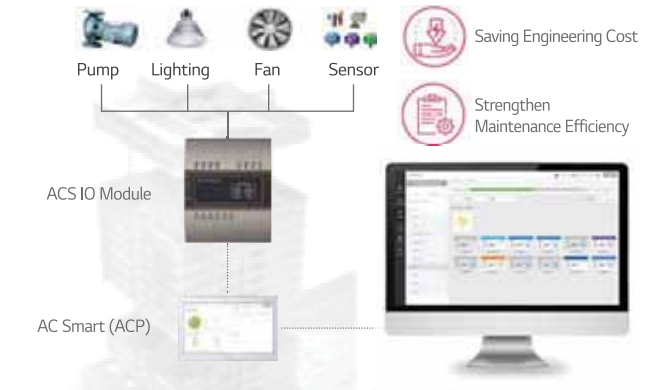 Pump
Lighting
Fan
Sensor
Saving Engineering Cost
Strengthen
Maintenance Efficiency
ACS IO Module
AC Smart (ACP)